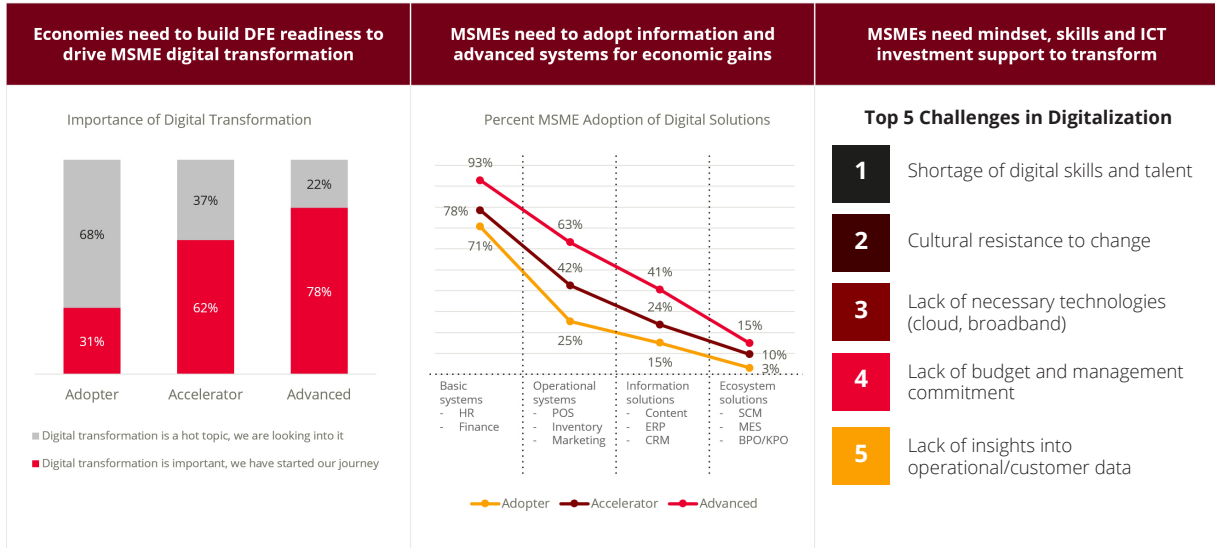 Economies need to build DFE readiness to
drive MSME digital transformation
Importance of Digital Transformation
68%
31%
37%
62%
22%
78%
Adopter
Accelerator
Advanced
Digital transformation is a hot topic, we are looking into it
Digital transformation is important, we have started our journey
MSMEs need to adopt information and
advanced systems for economic gains
Percent MSME Adoption of Digital Solutions
93%
78%
71%
63%
42%
25%
41%
24%
15%
15%
10%
3%
Basic
systems
- HR
- Finance
Operational
systems
- POS
- Inventory
- Marketing
Information
solutions
- Content
- ERP
- CRM
Ecosystem
solutions
- SCM
- MES
- BPO/KPO
Adopter
Accelerator
Advanced
MSMEs need mindset, skills and ICT
investment support to transform
Top 5 Challenges in Digitalization
1
Shortage of digital skills and talent
2
Cultural resistance to change
3
Lack of necessary technologies
(cloud, broadband)
4
Lack of budget and management
commitment
5
Lack of insights into
operational/customer data